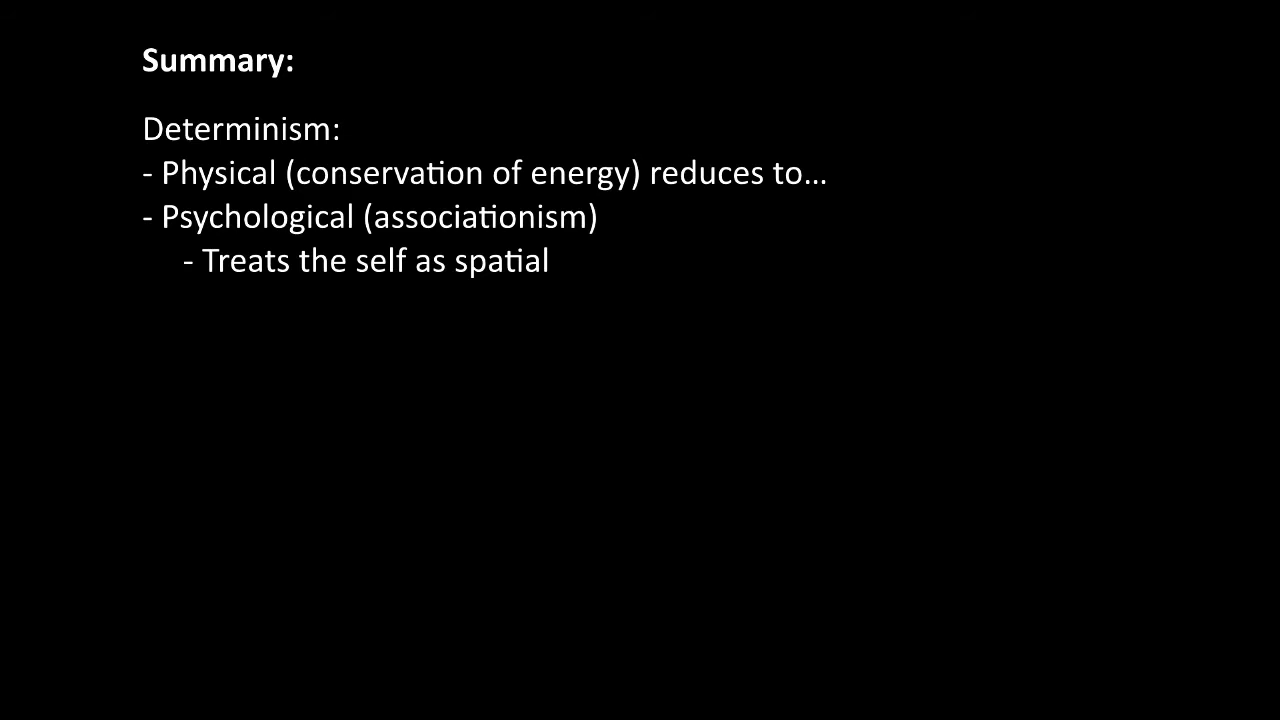 Summary:
Determinism:
- Physical (conservation of energy) reduces to…
- Psychological (associationism)
- Treats the self as spatial